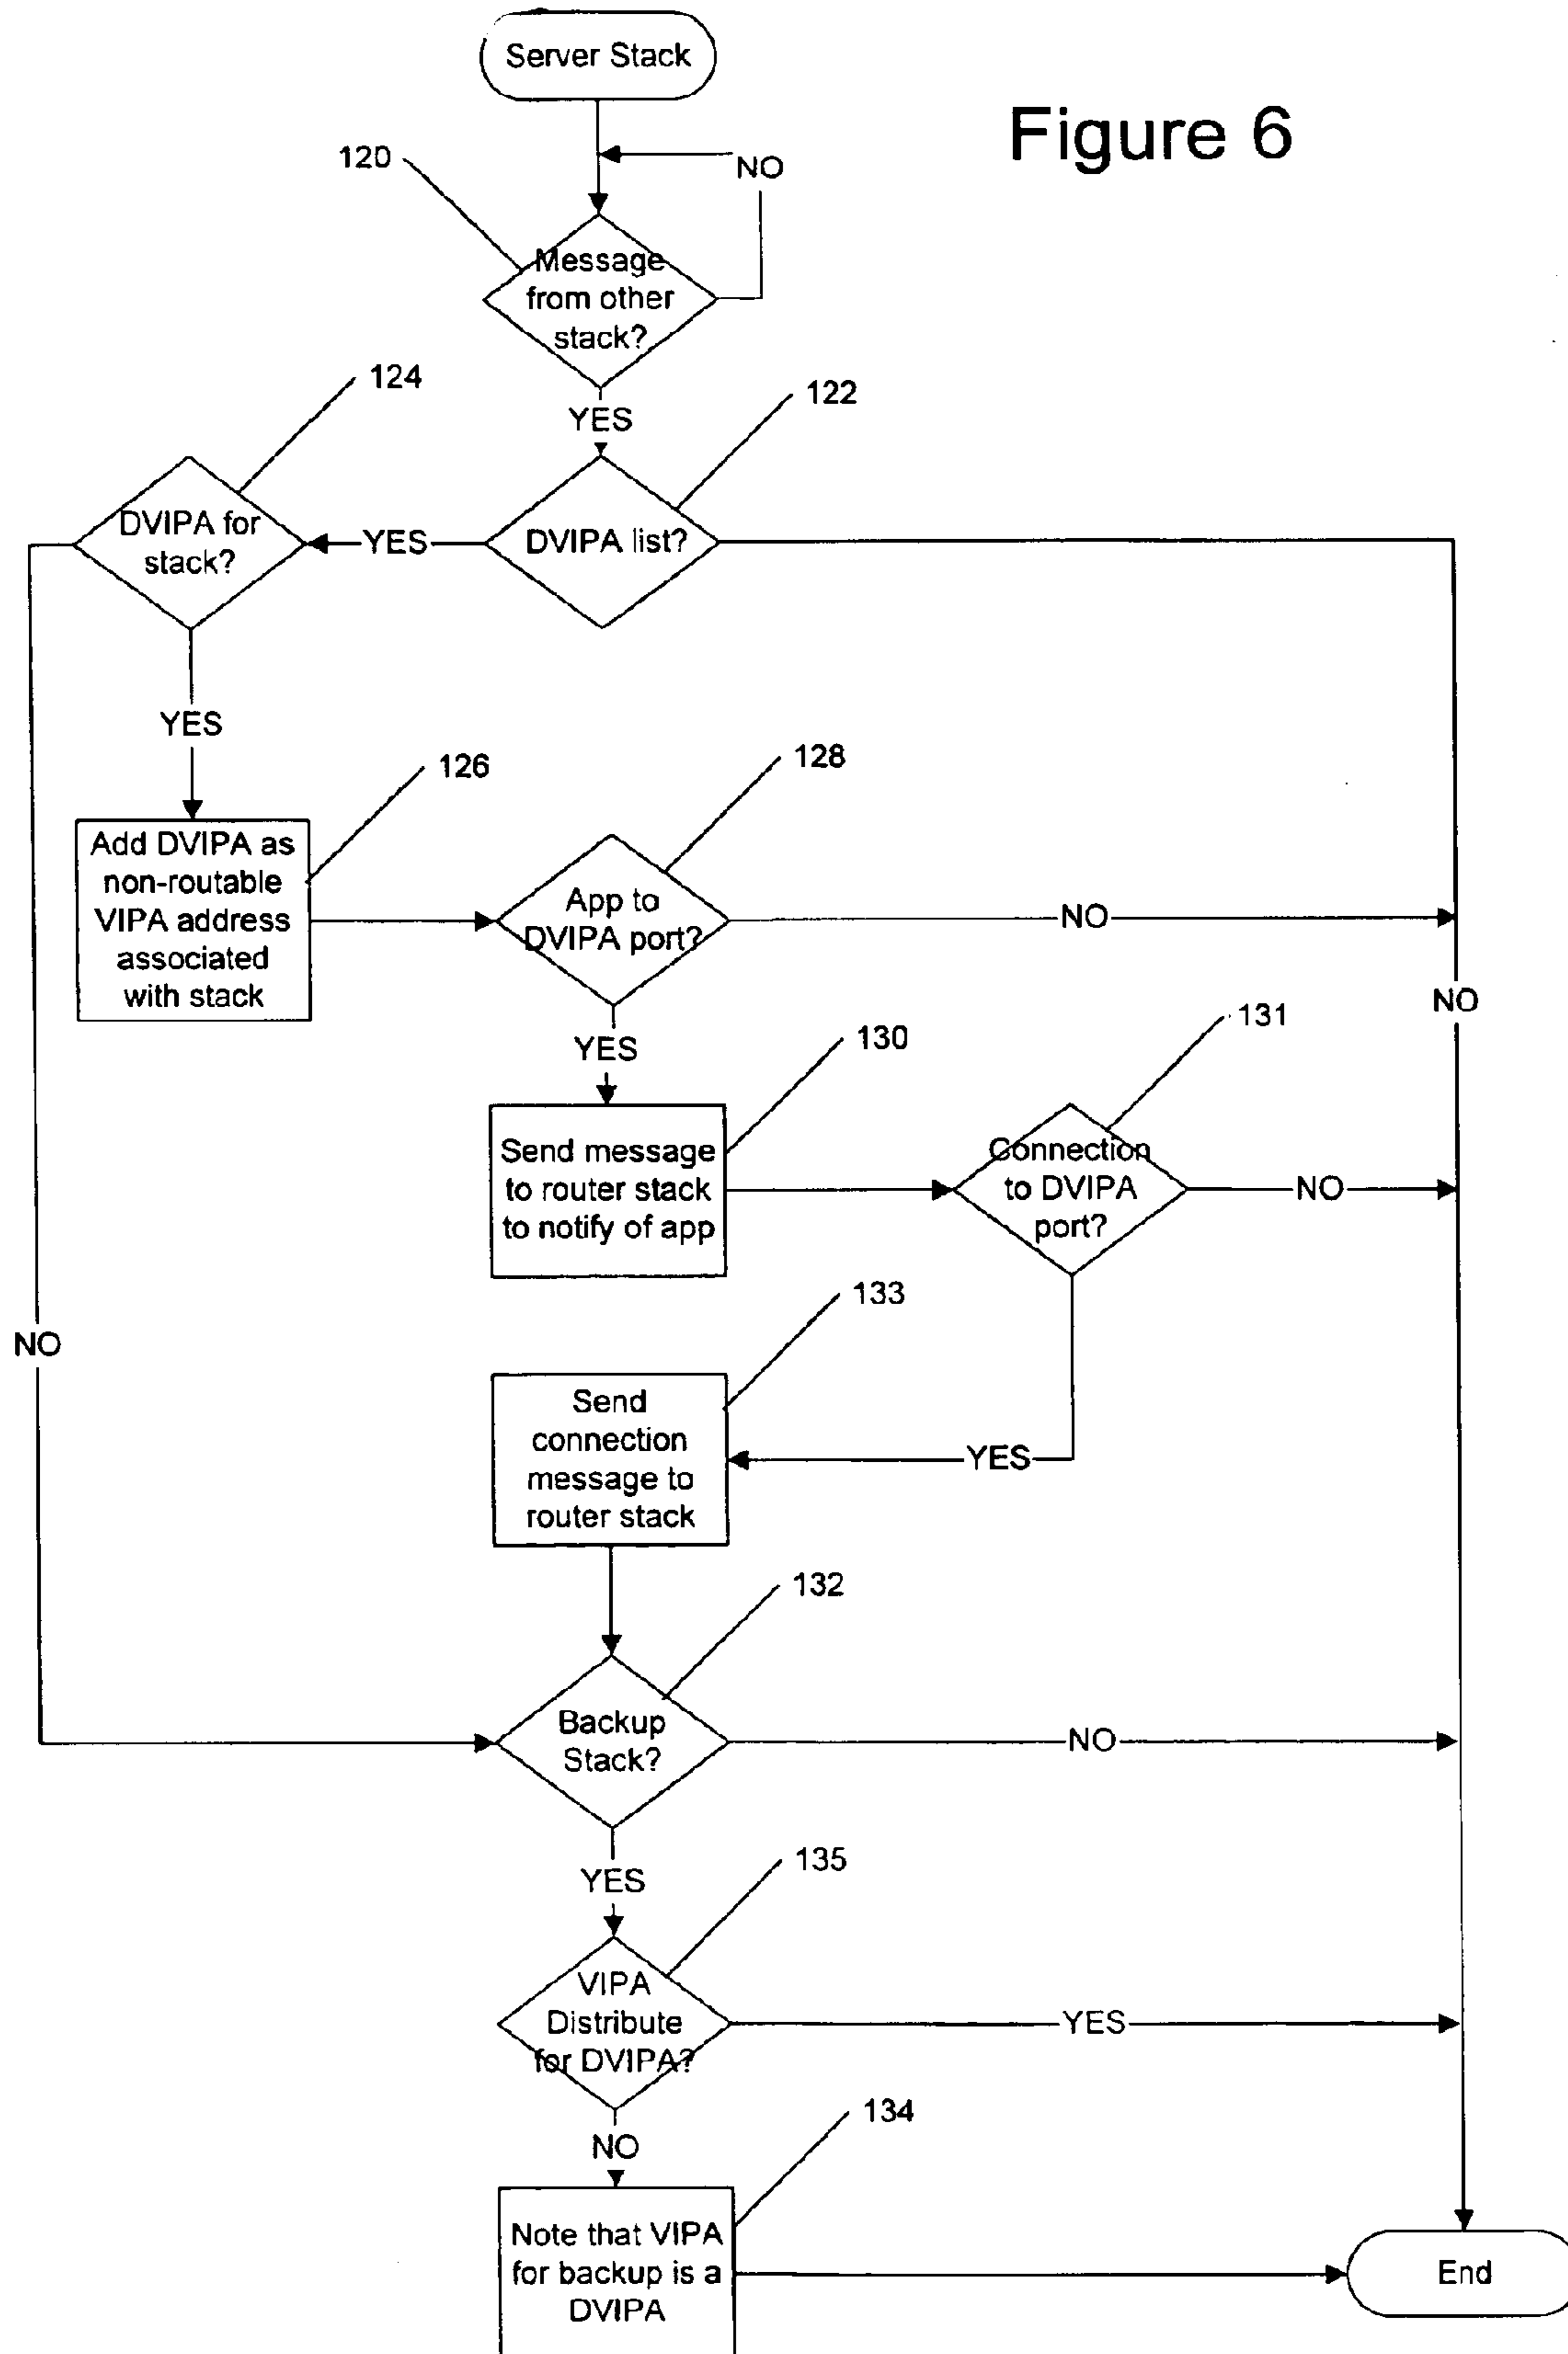 Server Stack
Figure 6
120
NO
Message
from other
stack?
124
YES
122
DVIPA for
stack?
YES
DVIPA list?
YES
126
128
Add DVIPA as
non-routable
VIPA address
associated
with stack
App to
DVIPA port?
NO
NO
131
YES
130
Send message
to router stack
to notify of app
Connection
to DVIPA
port?
NO
133
NO
Send
connection
message to
router stack
YES
132
Backup
Stack?
NO
YES
135
VIPA
Distribute
for DVIPA?
YES
NO
134
Note that VIPA
for backup is a
DVIPA
End